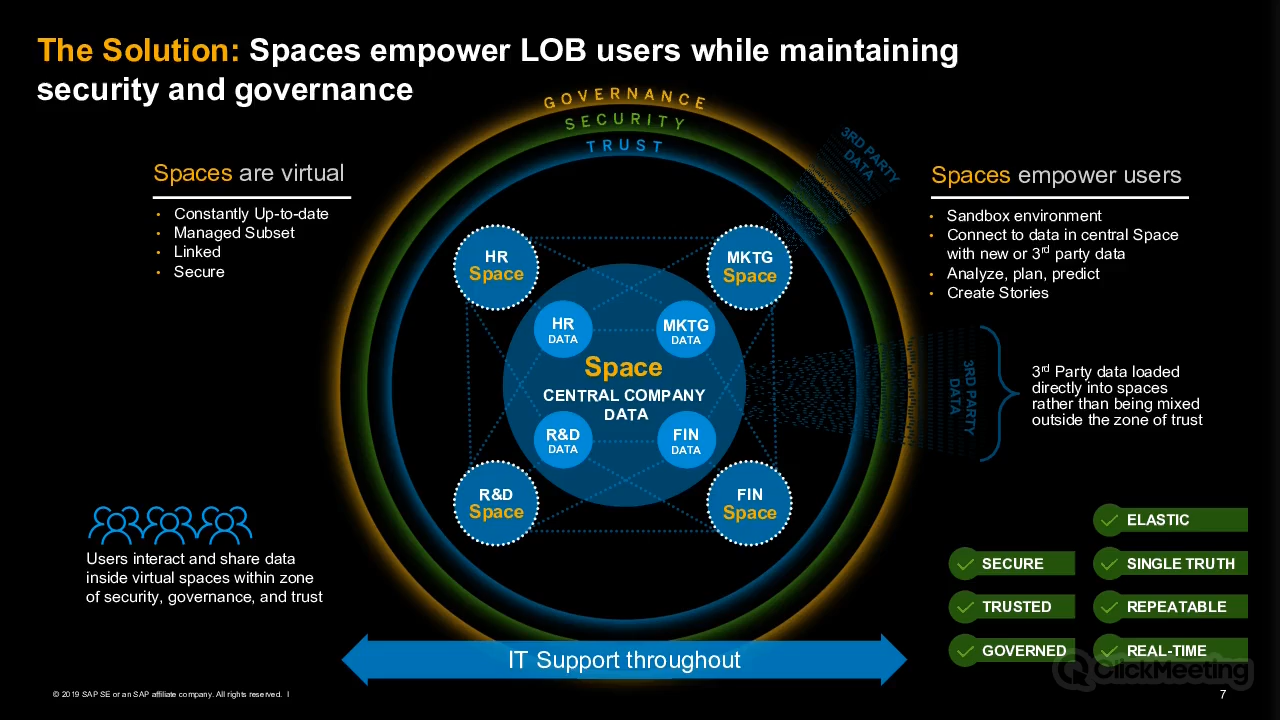 The Solution: Spaces empower LOB users while maintaining
security and governance
GOVERNANCE
SECURITY
TRUST
Spaces are virtual
• Constantly Up-to-date
• Managed Subset
• Linked
• Secure
3RD PARTY
DATA
Spaces empower users
• Sandbox environment
• Connect to data in central Space
with new or 3rd party data
• Analyze, plan, predict
• Create Stories
HR
Space
MKTG
Space
HR
DATA
MKTG
DATA
Space
CENTRAL COMPANY
DATA
R&D
DATA
FIN
DATA
R&D
Space
FIN
Space
3RD PARTY
DATA
3rd Party data loaded
directly into spaces
rather than being mixed
outside the zone of trust
Users interact and share data
inside virtual spaces within zone
of security, governance, and trust
ELASTIC
SECURE
SINGLE TRUTH
TRUSTED
REPEATABLE
GOVERNED
REAL-TIME
IT Support throughout
ClickMeeting
© 2019 SAP SE or an SAP affiliate company. All rights reserved. I
7